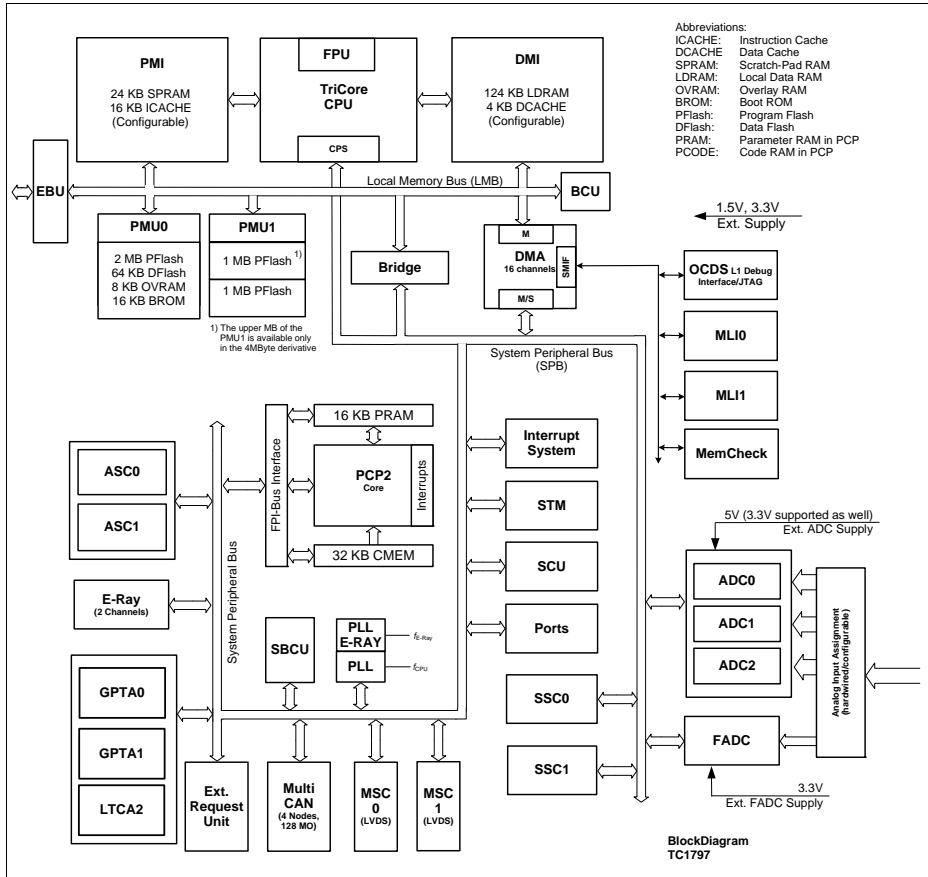 Abbreviations:
ICACHE: Instruction Cache
DCACHE Data Cache
SPRAM: Scratch-Pad RAM
LDRAM: Local Data RAM
OVRAM: Overlay RAM
BROM: Boot ROM
PFlash: Program Flash
DFlash: Data Flash
PRAM: Parameter RAM in PCP
PCODE: Code RAM in PCP
PMI
24 KB SPRAM
16 KB ICACHE
(Configurable)
FPU
TriCore
CPU
CPS
DMI
124 KB LDRAM
4 KB DCACHE
(Configurable)
EBU
Local Memory Bus (LMB)
BCU
1.5V, 3.3V
Ext. Supply
PMU0
2 MB PFlash
64 KB DFlash
8 KB OVRAM
16 KB BROM
PMU1
1 MB PFlash 1)
1 MB PFlash
1) The upper MB of the
PMU1 is available only
in the 4MByte derivative
Bridge
M
DMA
16 channels
SMIF
M/S
OCDS L1 Debug
Interface/JTAG
MLI0
MLI1
MemCheck
System Peripheral Bus
(SPB)
FPI-Bus Interface
16 KB PRAM
PCP2
Core
Interrupts
32 KB CMEM
Interrupt
System
STM
SCU
Ports
SSC0
SSC1
ASC0
ASC1
E-Ray
(2 Channels)
System Peripheral Bus
GPTA0
GPTA1
LTCA2
SBCU
PLL
E-RAY
PLL
fE-Ray
fCPU
Ext.
Request
Unit
Multi
CAN
(4 Nodes,
128 MO)
MSC
0
(LVDS)
MSC
1
(LVDS)
5V (3.3V supported as well)
Ext. ADC Supply
ADC0
ADC1
ADC2
Analog Input Assignment
(hardwired/configurable)
FADC
3.3V
Ext. FADC Supply
BlockDiagram
TC1797